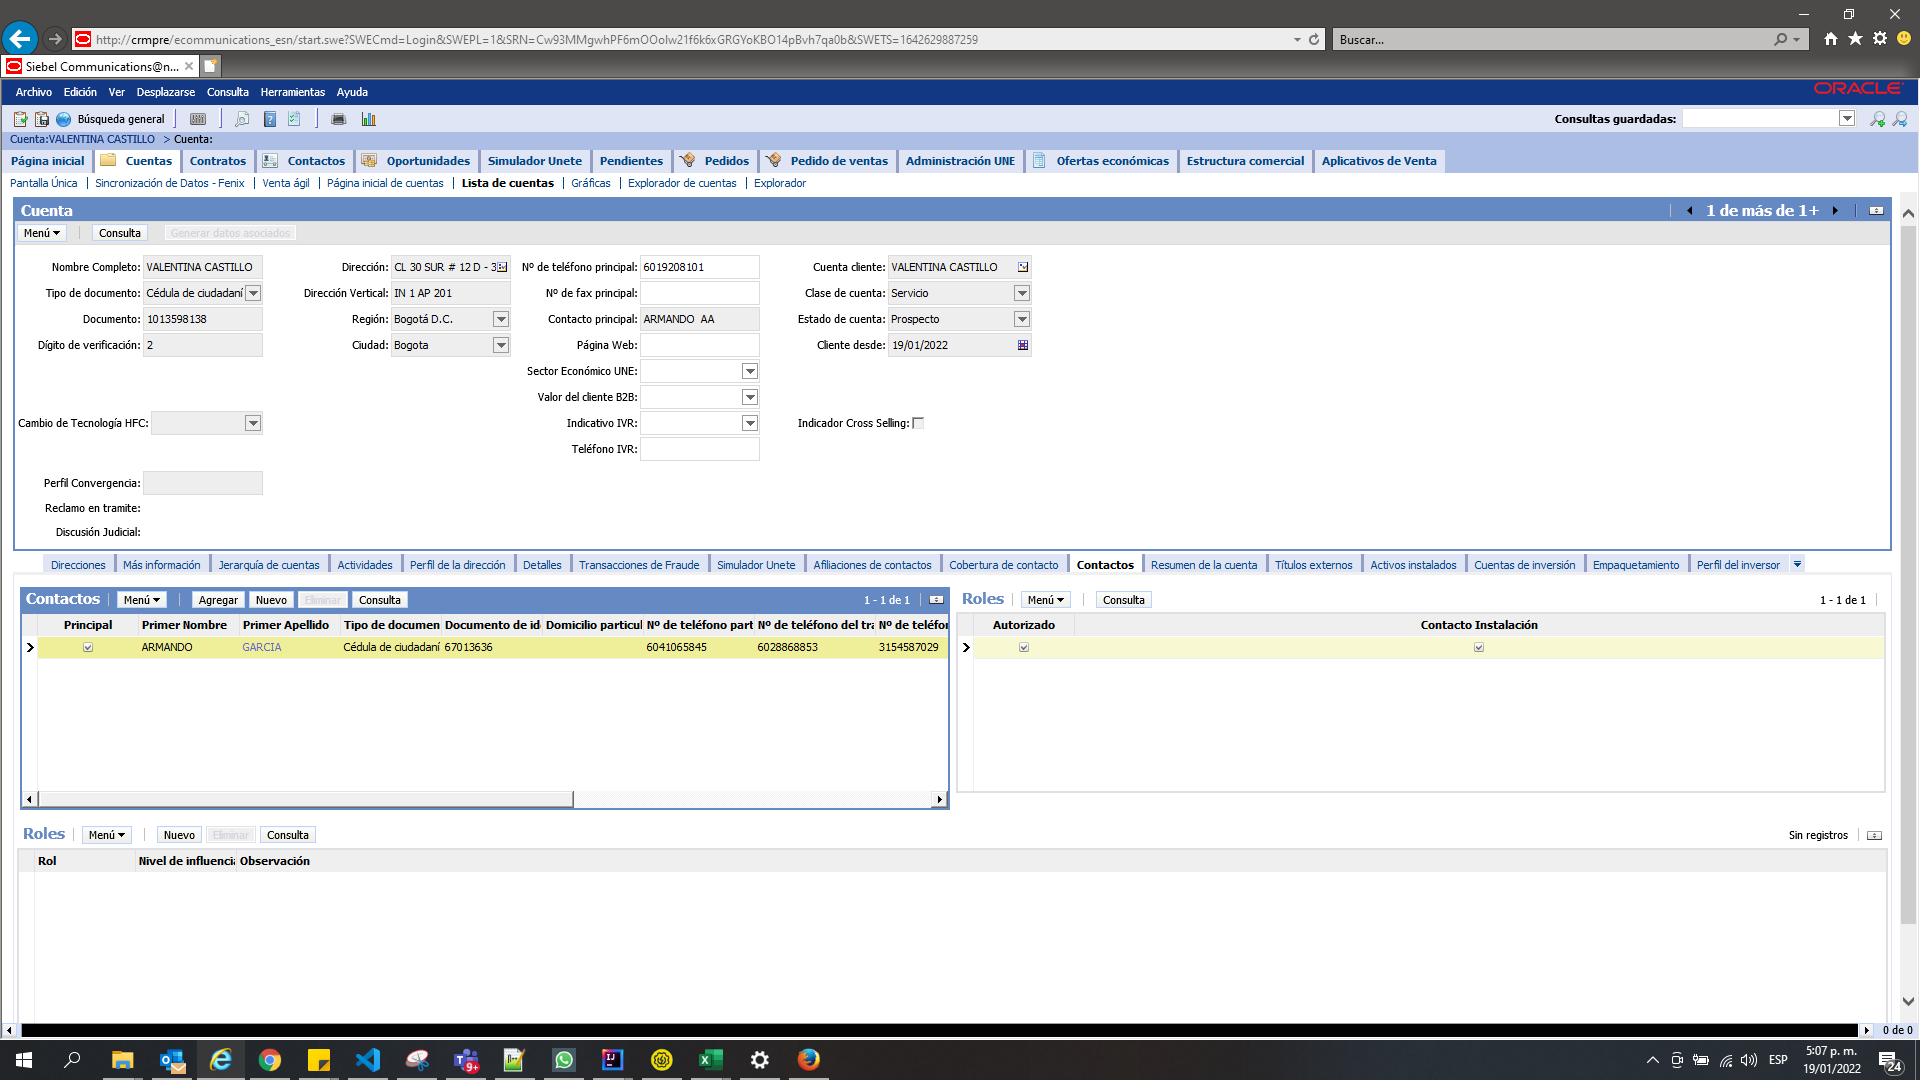 http://crmpre/ecommunications_esn/start.swe?SWECmd=Login&SWEPL=1&SRN=Cw93MMgwhPF6mOOolw21f6k6xGRGYoKBO14pBvh7qa0b&SWETS=1642629887259
Buscar...
Siebel Communications@n...
Archivo Edición Ver Desplazarse Consulta Herramientas Ayuda
ORACLE
Búsqueda general
Consultas guardadas:
Cuenta:VALENTINA CASTILLO > Cuenta:
Página inicial Cuentas Contratos Contactos Oportunidades Simulador Unete Pendientes Pedidos Pedido de ventas Administración UNE Ofertas económicas Estructura comercial Aplicativos de Venta
Pantalla Única Sincronización de Datos - Fenix Venta ágil Página inicial de cuentas Lista de cuentas Gráficas Explorador de cuentas Explorador
Cuenta
1 de más de 1+
Menú Consulta Generar datos asociados
Nombre Completo: VALENTINA CASTILLO Dirección: CL 30 SUR # 12 D - 3 Nº de teléfono principal: 6019208101 Cuenta cliente: VALENTINA CASTILLO
Tipo de documento: Cédula de ciudadaní Dirección Vertical: IN 1 AP 201 Nº de fax principal: Clase de cuenta: Servicio
Documento: 1013598138 Región: Bogotá D.C. Contacto principal: ARMANDO AA Estado de cuenta: Prospecto
Dígito de verificación: 2 Ciudad: Bogota Página Web: Cliente desde: 19/01/2022
Sector Económico UNE:
Valor del cliente B2B:
Cambio de Tecnología HFC: Indicativo IVR: Indicador Cross Selling:
Teléfono IVR:
Perfil Convergencia:
Reclamo en tramite:
Discusión Judicial:
Direcciones Más información Jerarquía de cuentas Actividades Perfil de la dirección Detalles Transacciones de Fraude Simulador Unete Afiliaciones de contactos Cobertura de contacto Contactos Resumen de la cuenta Títulos externos Activos instalados Cuentas de inversión Empaquetamiento Perfil del inversor
Contactos Menú Agregar Nuevo Eliminar Consulta 1 - 1 de 1
Roles Menú Consulta 1 - 1 de 1
Principal Primer Nombre Primer Apellido Tipo de documen Documento de id Domicilio particul Nº de teléfono part Nº de teléfono del tra Nº de teléfon
Autorizado Contacto Instalación
ARMANDO GARCIA Cédula de ciudadaní 67013636 6041065845 6028868853 3154587029
Roles Menú Nuevo Eliminar Consulta Sin registros
Rol Nivel de influencia Observación
0 de 0
9+
ESP
5:07 p. m.
19/01/2022
24